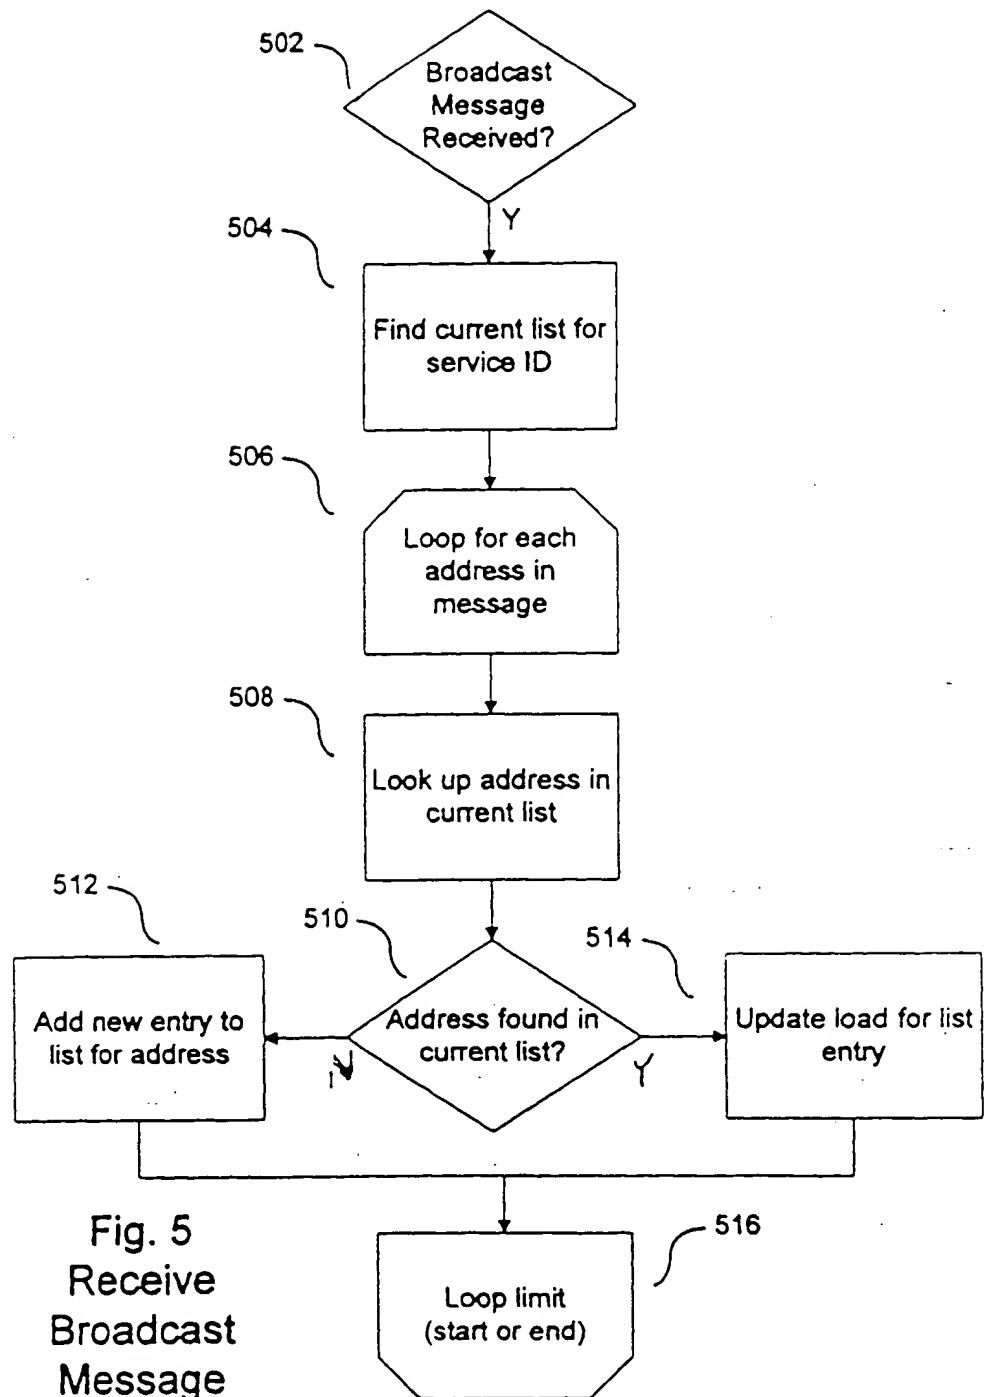 502
Broadcast
Message
Received?
Y
504
Find current list for
service ID
506
Loop for each
address in
message
508
Look up address in
current list
512
510
514
Add new entry to
list for address
Address found in
current list?
Update load for list
entry
N
Y
516
Loop limit
(start or end)
Fig. 5
Receive
Broadcast
Message